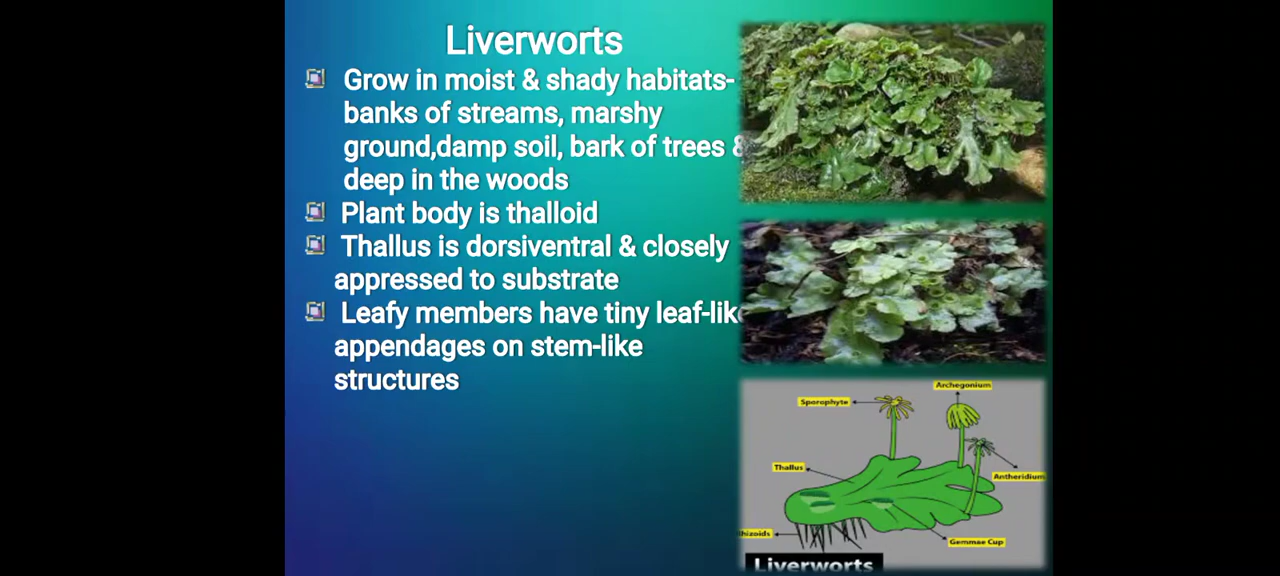 Liverworts
Grow in moist & shady habitats-
banks of streams, marshy
ground,damp soil, bark of trees &
deep in the woods
Plant body is thalloid
Thallus is dorsiventral & closely
appressed to substrate
Leafy members have tiny leaf-like
appendages on stem-like
structures
Archegonium
Sporophyte
Thallus
Antheridium
hizoids
Gemmae Cup
Liverworts